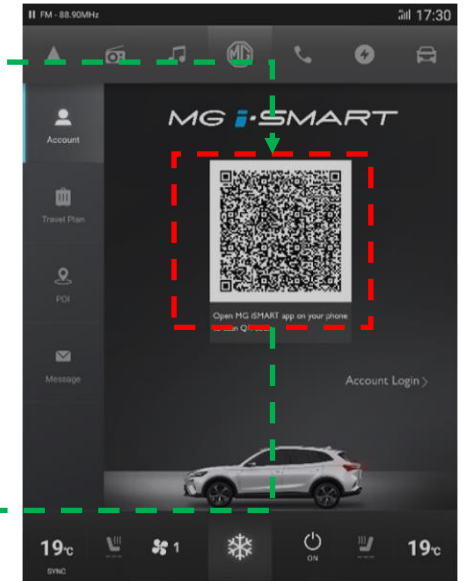 FM - 88.90MHz
17:30
MG
Account
MG i-SMART
Travel Plan
POI
Open MG iSMART app on your phone
Message
Account Login >
19°C
SYNC
1
ON
19°C